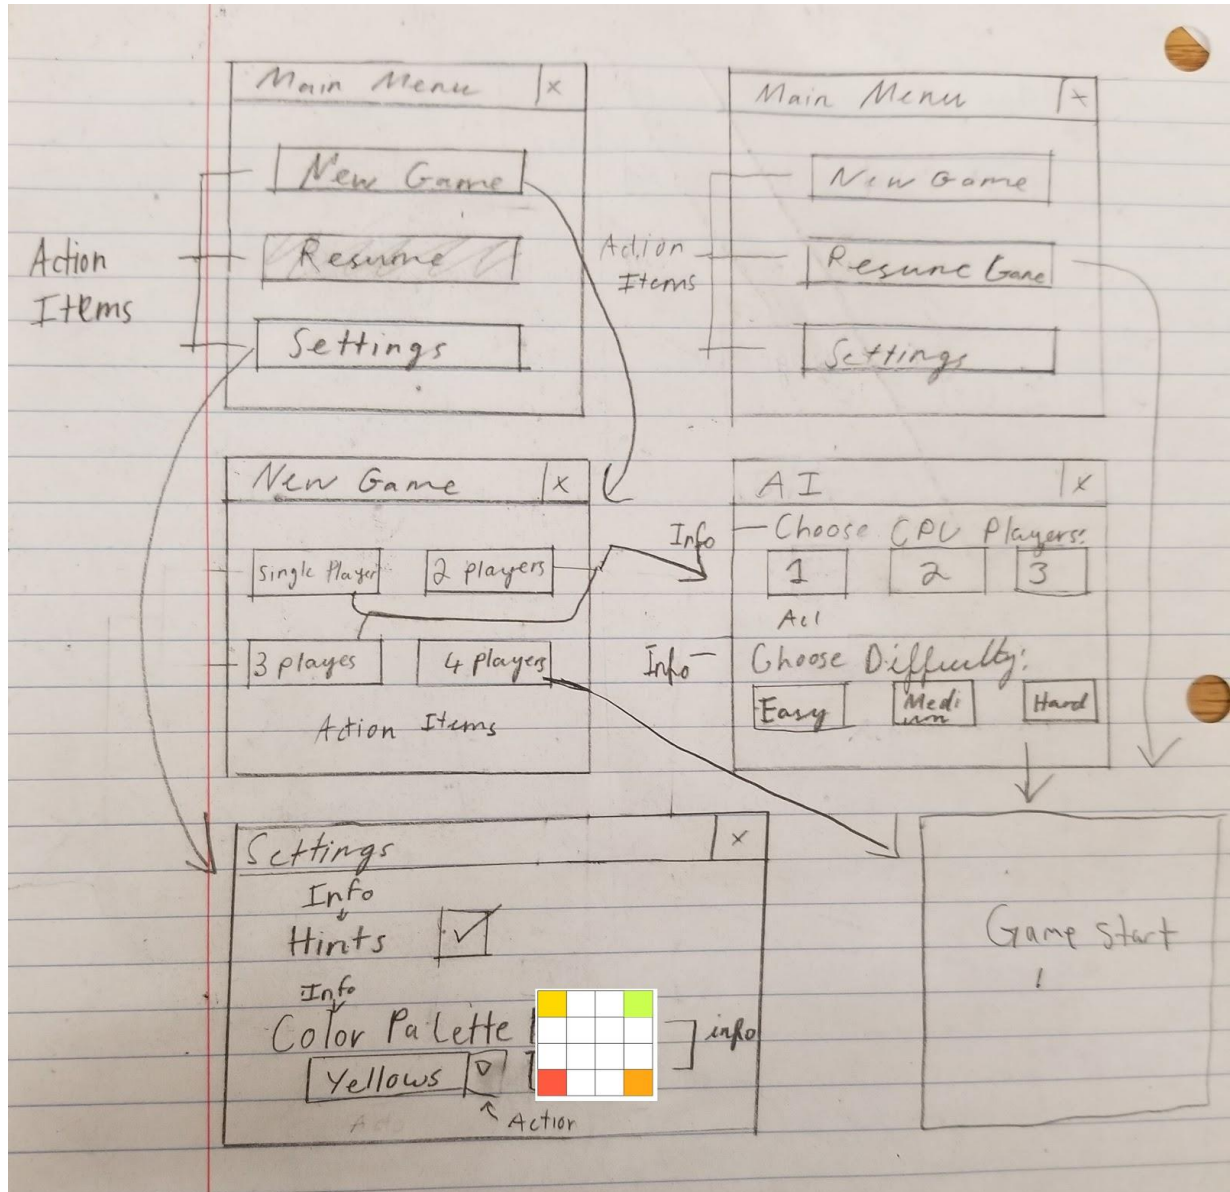 Main Menu x
New Game
Resume
Settings
Action
Items
Main Menu x
New Game
Resume Game
Settings
Action
Items
New Game x
Single Player 2 players
3 playes 4 players
Action Items
AI x
Info Choose CPU Players:
1 2 3
Info Choose Difficulty:
Easy Medi
um Hard
Settings x
Info
Hints
Info
Color Palette
info
Yellows
Action
Game start